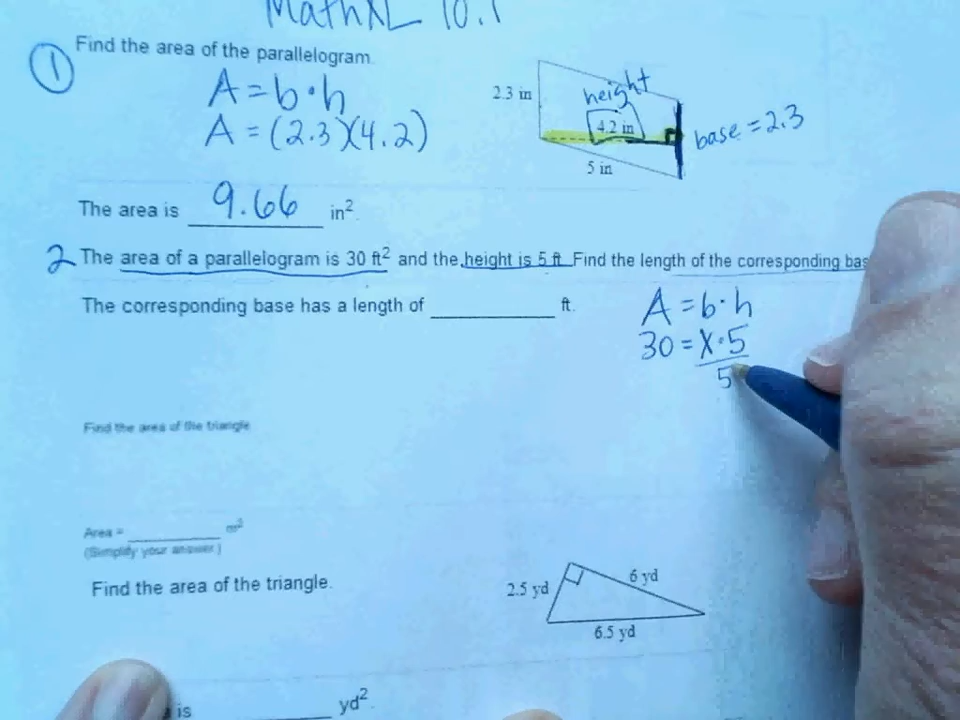 MathXL 10.1
1 Find the area of the parallelogram.
A = b · h
A = (2.3)(4.2)
2.3 in
height
4.2 in
base = 2.3
5 in
The area is 9.66 in².
2 The area of a parallelogram is 30 ft² and the height is 5 ft. Find the length of the corresponding bas
The corresponding base has a length of ____ ft.
A = b · h
30 = x · 5
5
Find the area of the triangle.
Area = ____ m²
(Simplify your answer.)
Find the area of the triangle.
2.5 yd
6 yd
6.5 yd
is ____ yd².